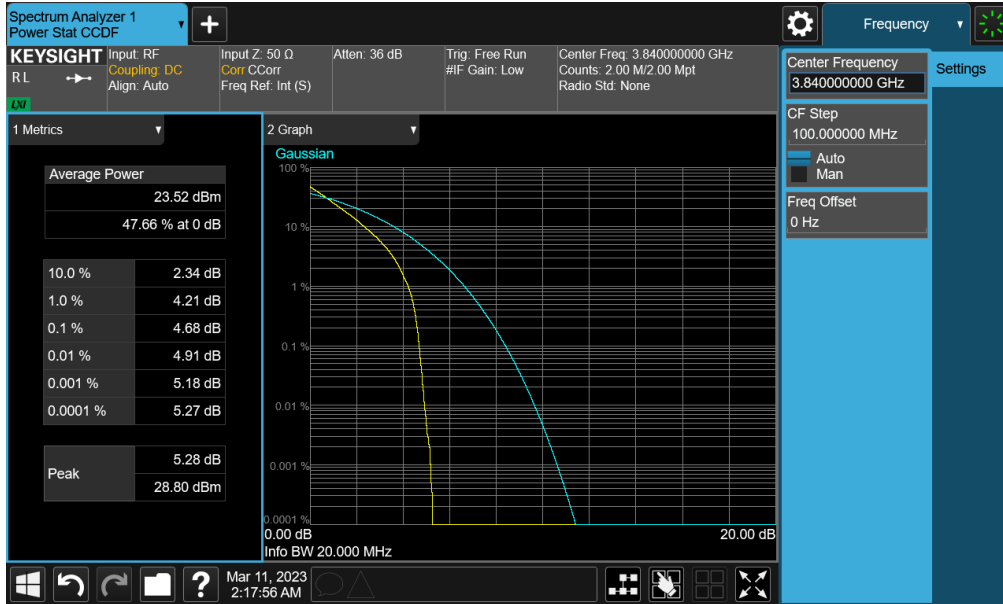 Spectrum Analyzer 1
Power Stat CCDF
Frequency
KEYSIGHT
RL
LXI
Input: RF
Coupling: DC
Align: Auto
Input Z: 50 Ω
Corr CCorr
Freq Ref: Int (S)
Atten: 36 dB
Trig: Free Run
#IF Gain: Low
Center Freq: 3.840000000 GHz
Counts: 2.00 M/2.00 Mpt
Radio Std: None
Center Frequency
3.840000000 GHz
Settings
CF Step
100.000000 MHz
Auto
Man
Freq Offset
0 Hz
1 Metrics
Average Power
23.52 dBm
47.66 % at 0 dB
10.0 % 2.34 dB
1.0 % 4.21 dB
0.1 % 4.68 dB
0.01 % 4.91 dB
0.001 % 5.18 dB
0.0001 % 5.27 dB
Peak
5.28 dB
28.80 dBm
2 Graph
Gaussian
100 %
10 %
1 %
0.1 %
0.01 %
0.001 %
0.0001 %
0.00 dB 20.00 dB
Info BW 20.000 MHz
?
Mar 11, 2023
2:17:56 AM